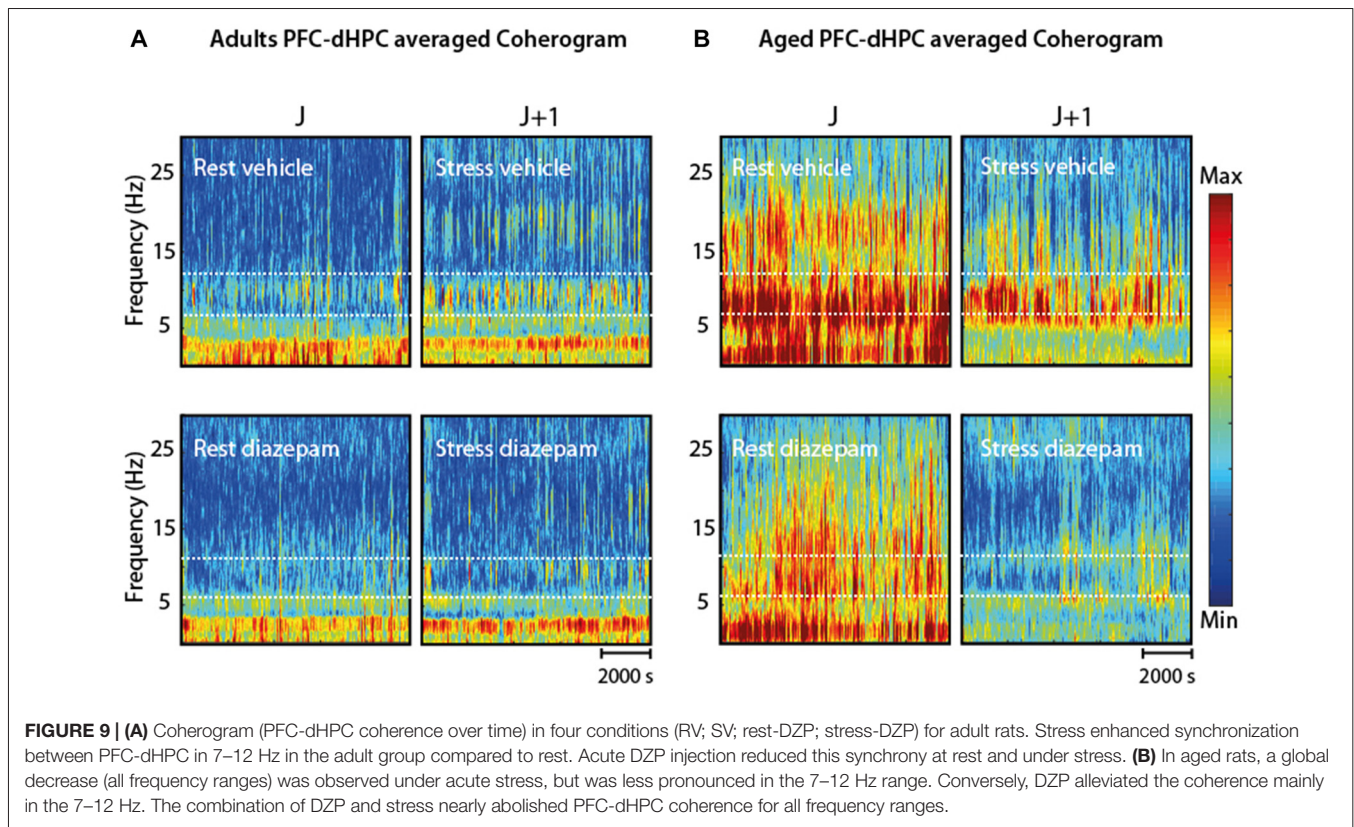 A Adults PFC-dHPC averaged Coherogram
B Aged PFC-dHPC averaged Coherogram
J
J+1
J
J+1
Rest vehicle
Stress vehicle
Rest vehicle
Stress vehicle
Frequency (Hz)
25
15
5
25
15
5
Max
Min
Rest diazepam
Stress diazepam
Rest diazepam
Stress diazepam
Frequency (Hz)
25
15
5
25
15
5
2000 s
2000 s
FIGURE 9 | (A) Coherogram (PFC-dHPC coherence over time) in four conditions (RV; SV; rest-DZP; stress-DZP) for adult rats. Stress enhanced synchronization
between PFC-dHPC in 7–12 Hz in the adult group compared to rest. Acute DZP injection reduced this synchrony at rest and under stress. (B) In aged rats, a global
decrease (all frequency ranges) was observed under acute stress, but was less pronounced in the 7–12 Hz range. Conversely, DZP alleviated the coherence mainly
in the 7–12 Hz. The combination of DZP and stress nearly abolished PFC-dHPC coherence for all frequency ranges.